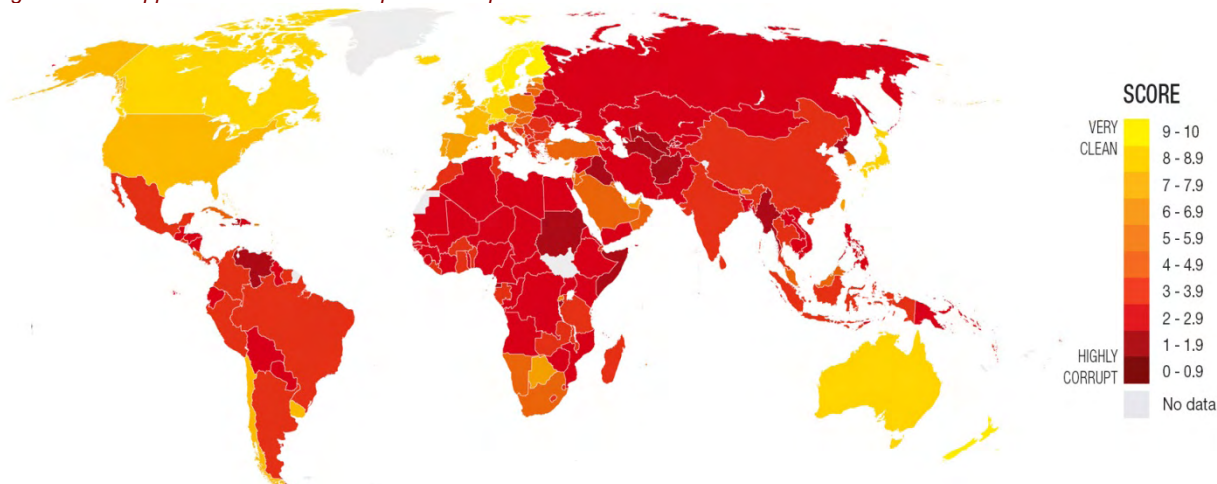 SCORE
VERY CLEAN
9 - 10
8 - 8.9
7 - 7.9
6 - 6.9
5 - 5.9
4 - 4.9
3 - 3.9
2 - 2.9
1 - 1.9
HIGHLY CORRUPT
0 - 0.9
No data